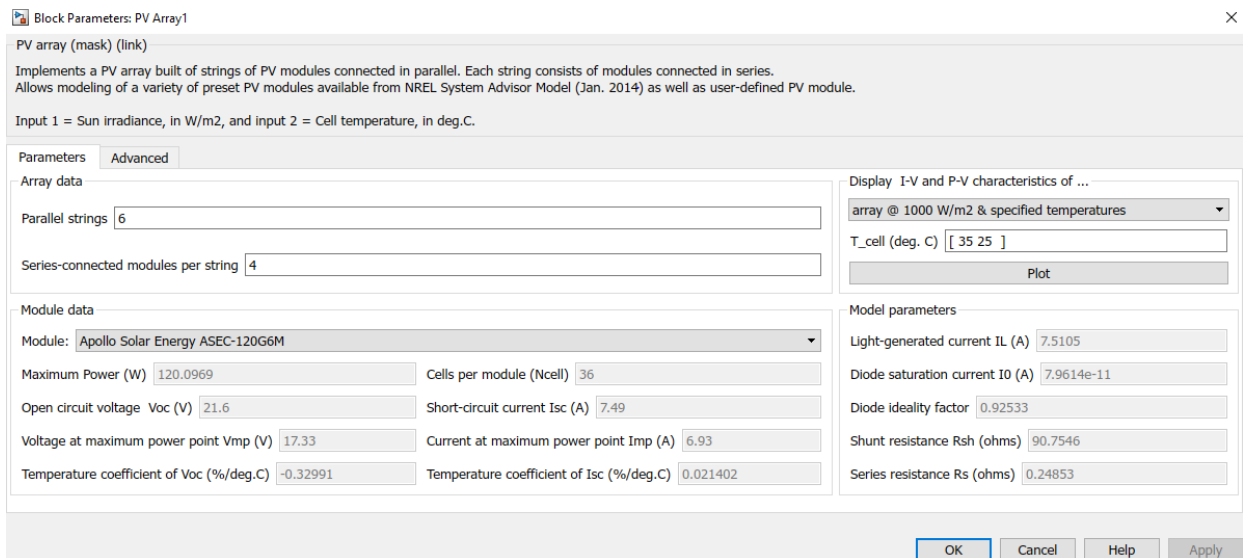 Block Parameters: PV Array1
PV array (mask) (link)
Implements a PV array built of strings of PV modules connected in parallel. Each string consists of modules connected in series.
Allows modeling of a variety of preset PV modules available from NREL System Advisor Model (Jan. 2014) as well as user-defined PV module.
Input 1 = Sun irradiance, in W/m2, and input 2 = Cell temperature, in deg.C.
Parameters Advanced
Array data
Parallel strings 6
Series-connected modules per string 4
Display I-V and P-V characteristics of ...
array @ 1000 W/m2 & specified temperatures
T_cell (deg. C) [ 35 25 ]
Plot
Module data
Module: Apollo Solar Energy ASEC-120G6M
Maximum Power (W) 120.0969 Cells per module (Ncell) 36
Open circuit voltage Voc (V) 21.6 Short-circuit current Isc (A) 7.49
Voltage at maximum power point Vmp (V) 17.33 Current at maximum power point Imp (A) 6.93
Temperature coefficient of Voc (%/deg.C) -0.32991 Temperature coefficient of Isc (%/deg.C) 0.021402
Model parameters
Light-generated current IL (A) 7.5105
Diode saturation current I0 (A) 7.9614e-11
Diode ideality factor 0.92533
Shunt resistance Rsh (ohms) 90.7546
Series resistance Rs (ohms) 0.24853
OK Cancel Help Apply